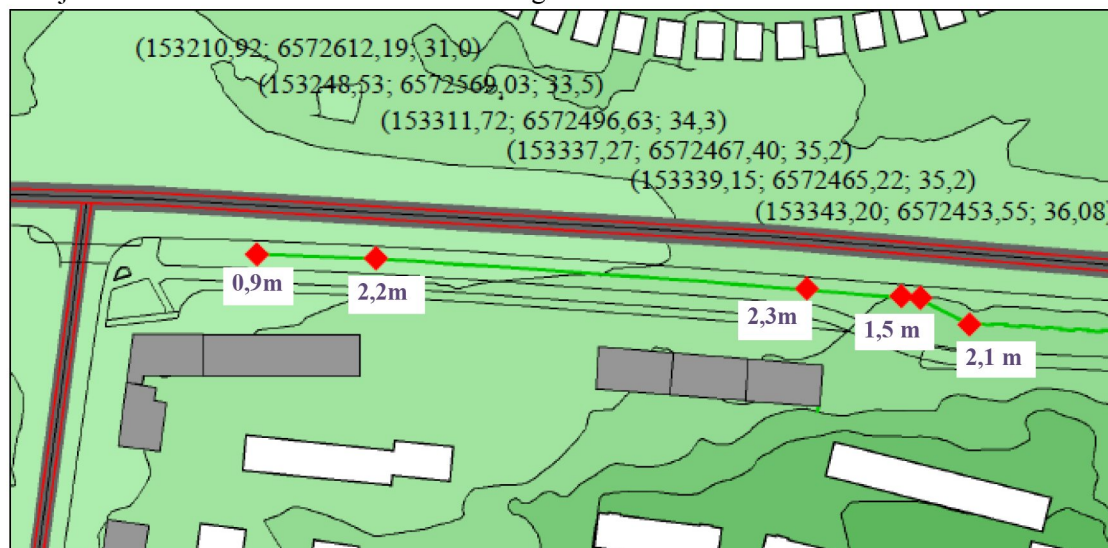 (153210,92; 6572612,19; 31,0)
(153248,53; 6572569,03; 33,5)
(153311,72; 6572496,63; 34,3)
(153337,27; 6572467,40; 35,2)
(153339,15; 6572465,22; 35,2)
(153343,20; 6572453,55; 36,08)
0,9m
2,2m
2,3m
1,5 m
2,1 m